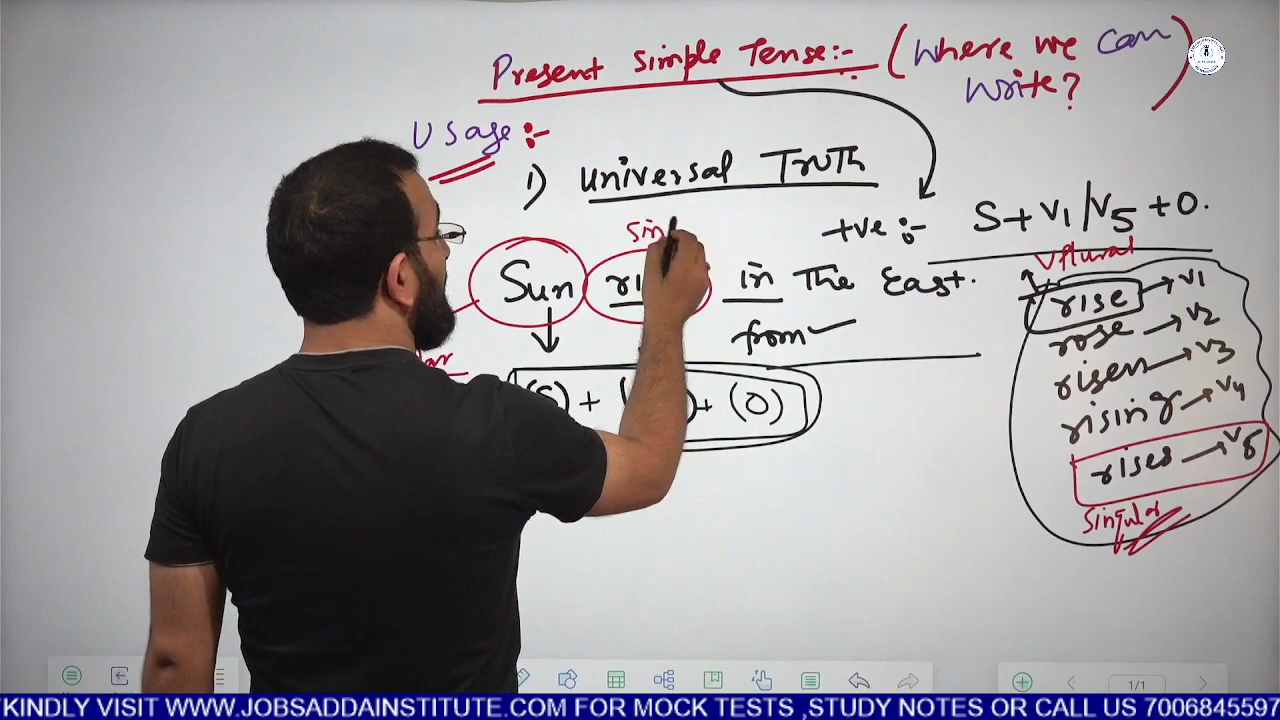 Present Simple Tense:- (Where we can
write?)
Usage:-
1) Universal Truth
+ve :- S + V1/V5 + O.
Sin
Sun ri in the East.
from
(S) + ( ) + (O)
V plural
rise → V1
rose → V2
risen → V3
rising → V4
rises → V5
Singular
KINDLY VISIT WWW.JOBSADDAINSTITUTE.COM FOR MOCK TESTS ,STUDY NOTES OR CALL US 7006845597
1/1